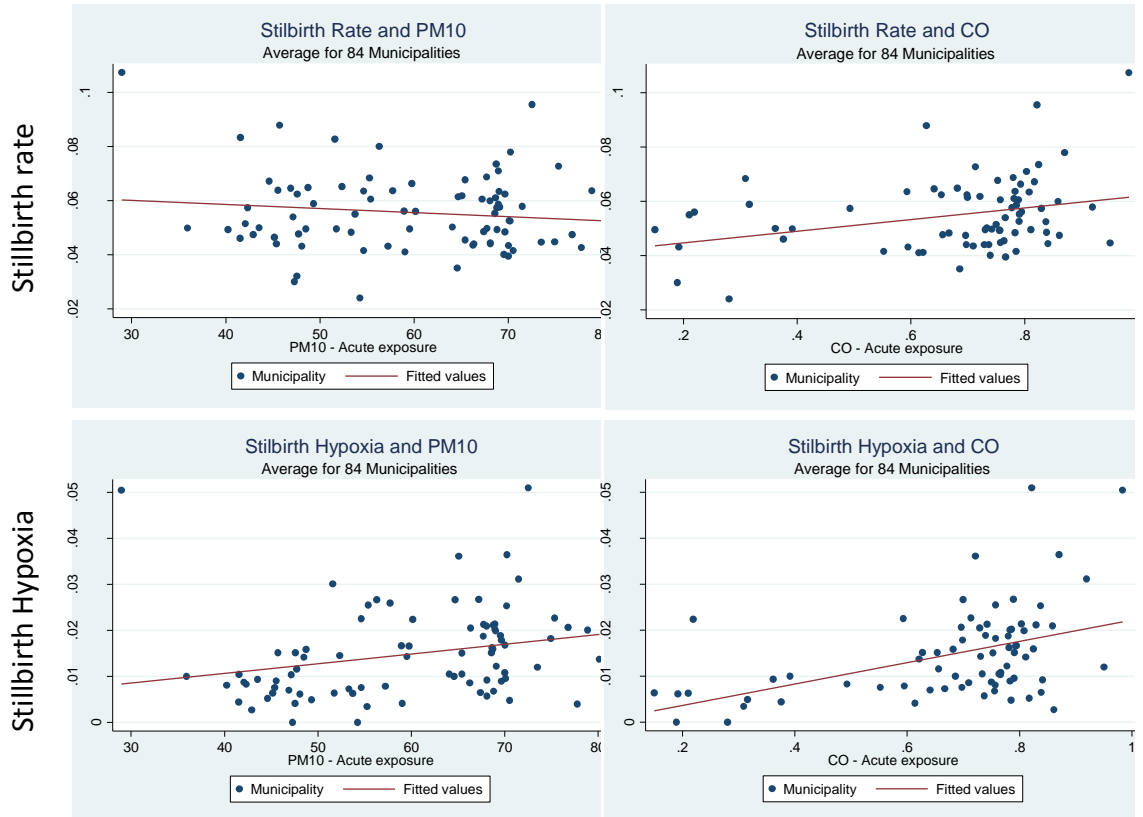 Stillbirth rate
Stilbirth Rate and PM10
Average for 84 Municipalities
.1
.08
.06
.04
.02
30 40 50 60 70 80
PM10 - Acute exposure
Municipality Fitted values
Stilbirth Rate and CO
Average for 84 Municipalities
.1
.08
.06
.04
.02
.2 .4 .6 .8
CO - Acute exposure
Municipality Fitted values
Stillbirth Hypoxia
Stilbirth Hypoxia and PM10
Average for 84 Municipalities
.05
.04
.03
.02
.01
0
30 40 50 60 70 80
PM10 - Acute exposure
Municipality Fitted values
Stilbirth Hypoxia and CO
Average for 84 Municipalities
.05
.04
.03
.02
.01
0
.2 .4 .6 .8 1
CO - Acute exposure
Municipality Fitted values